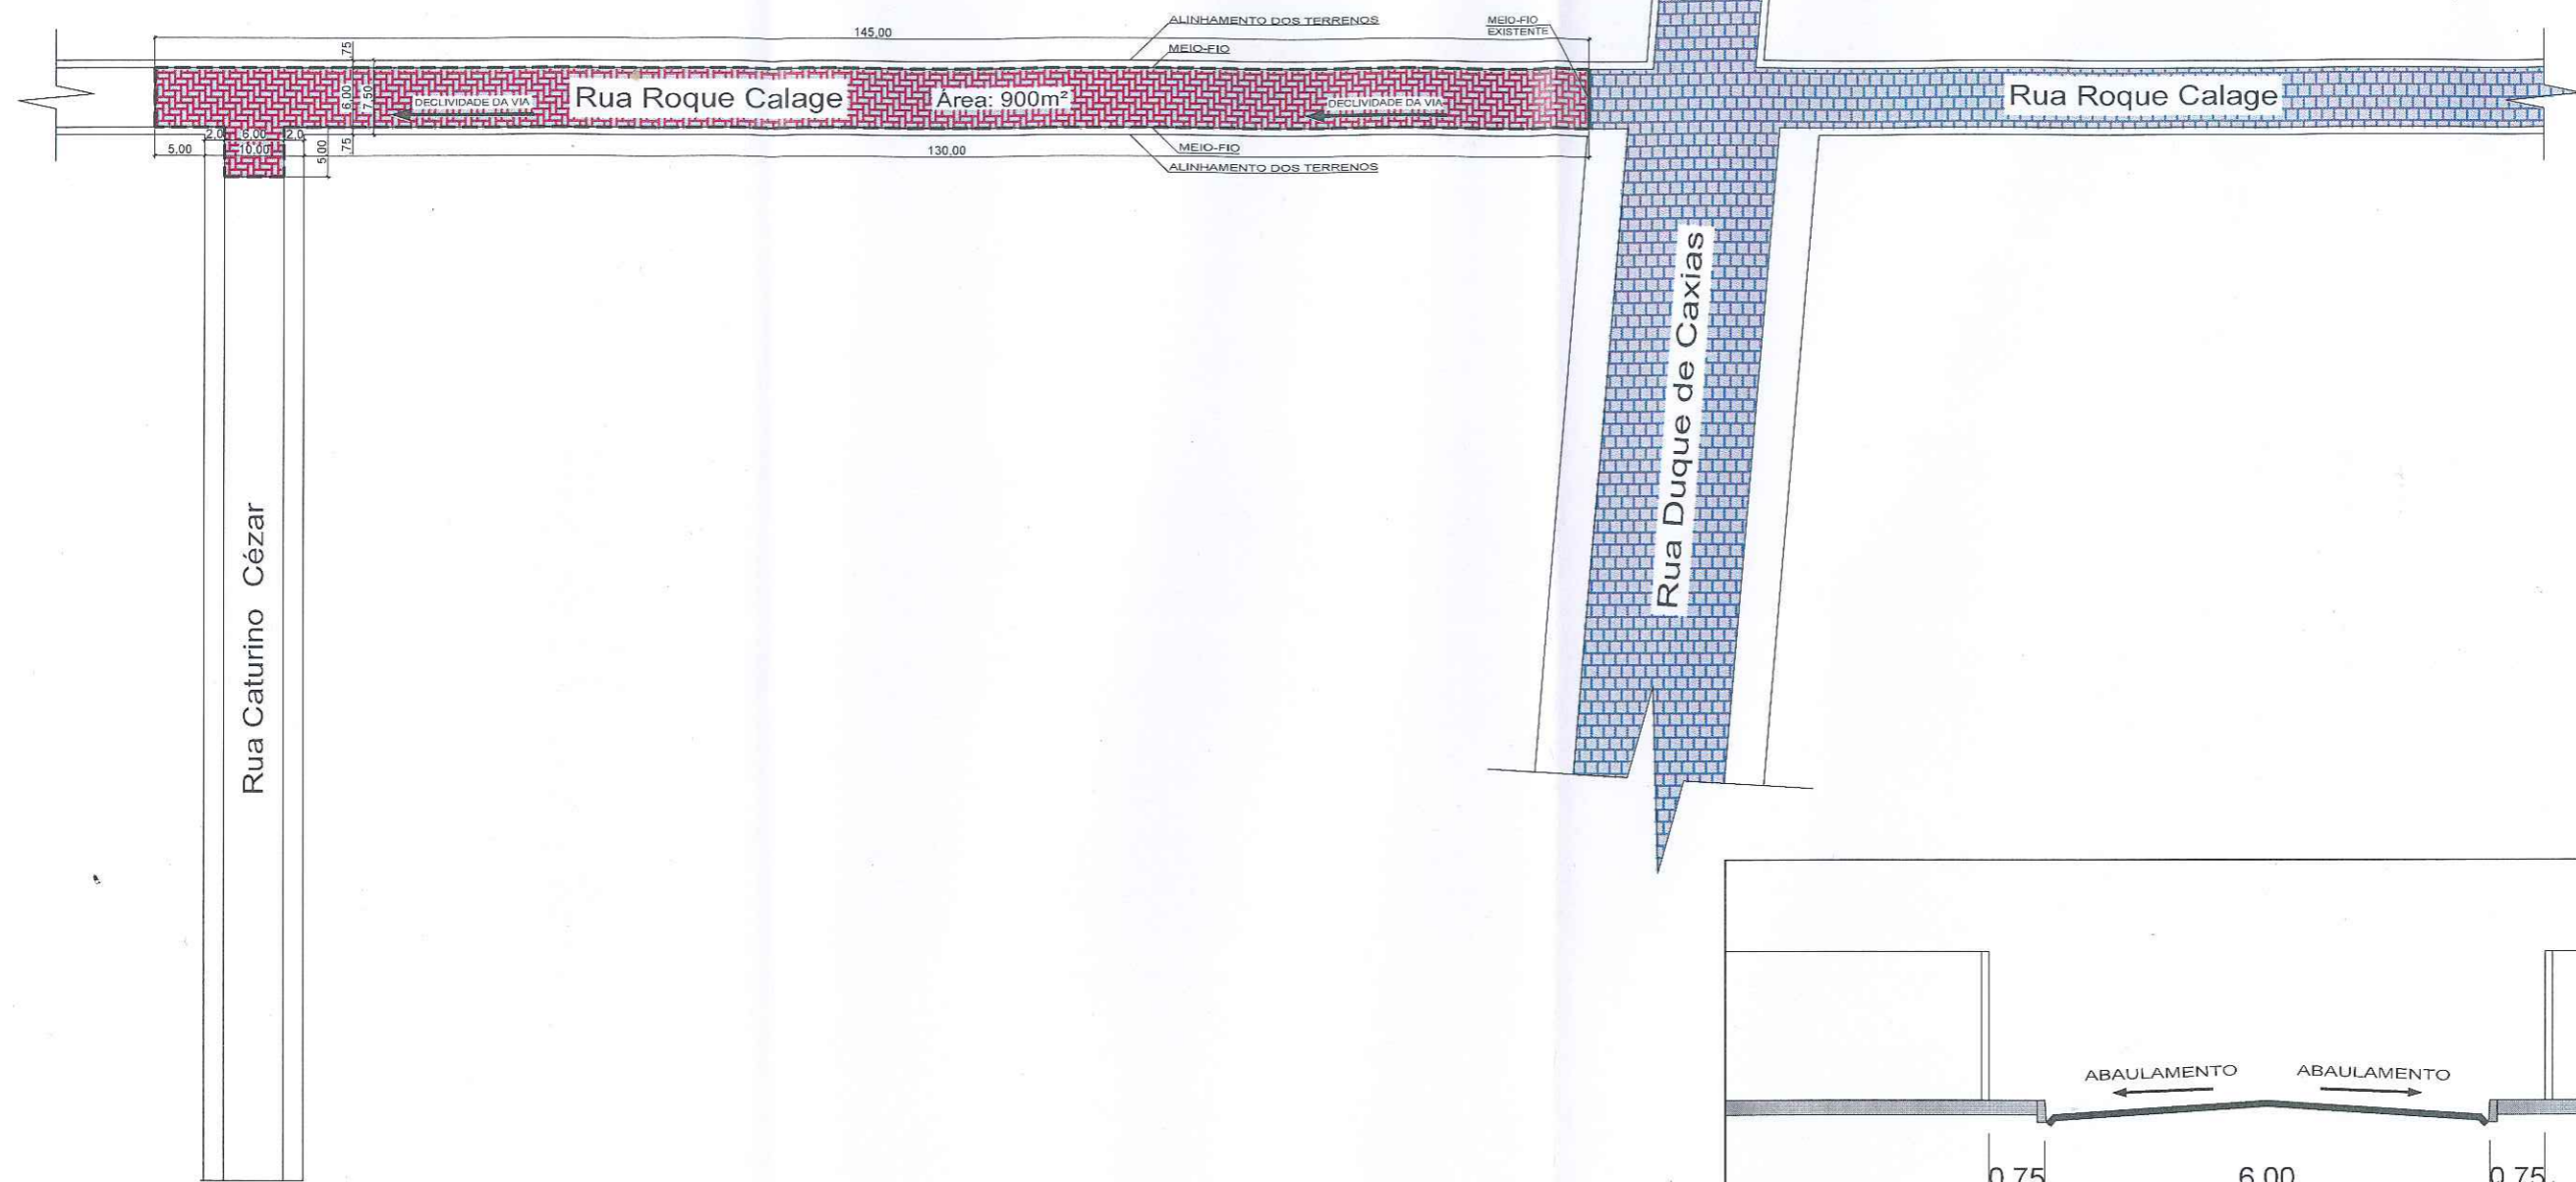 145,00
ALINHAMENTO DOS TERRENOS
MEIO-FIO
EXISTENTE
MEIO-FIO
,75
6,00
7,50
,75
DECLIVIDADE DA VIA
Rua Roque Calage
Área: 900m²
DECLIVIDADE DA VIA
Rua Roque Calage
2,0
6,00
2,0
5,00
10,00
5,00
130,00
MEIO-FIO
ALINHAMENTO DOS TERRENOS
Rua Duque de Caxias
Rua Caturino Cézar
ABAULAMENTO
ABAULAMENTO
0,75
6,00
0,75